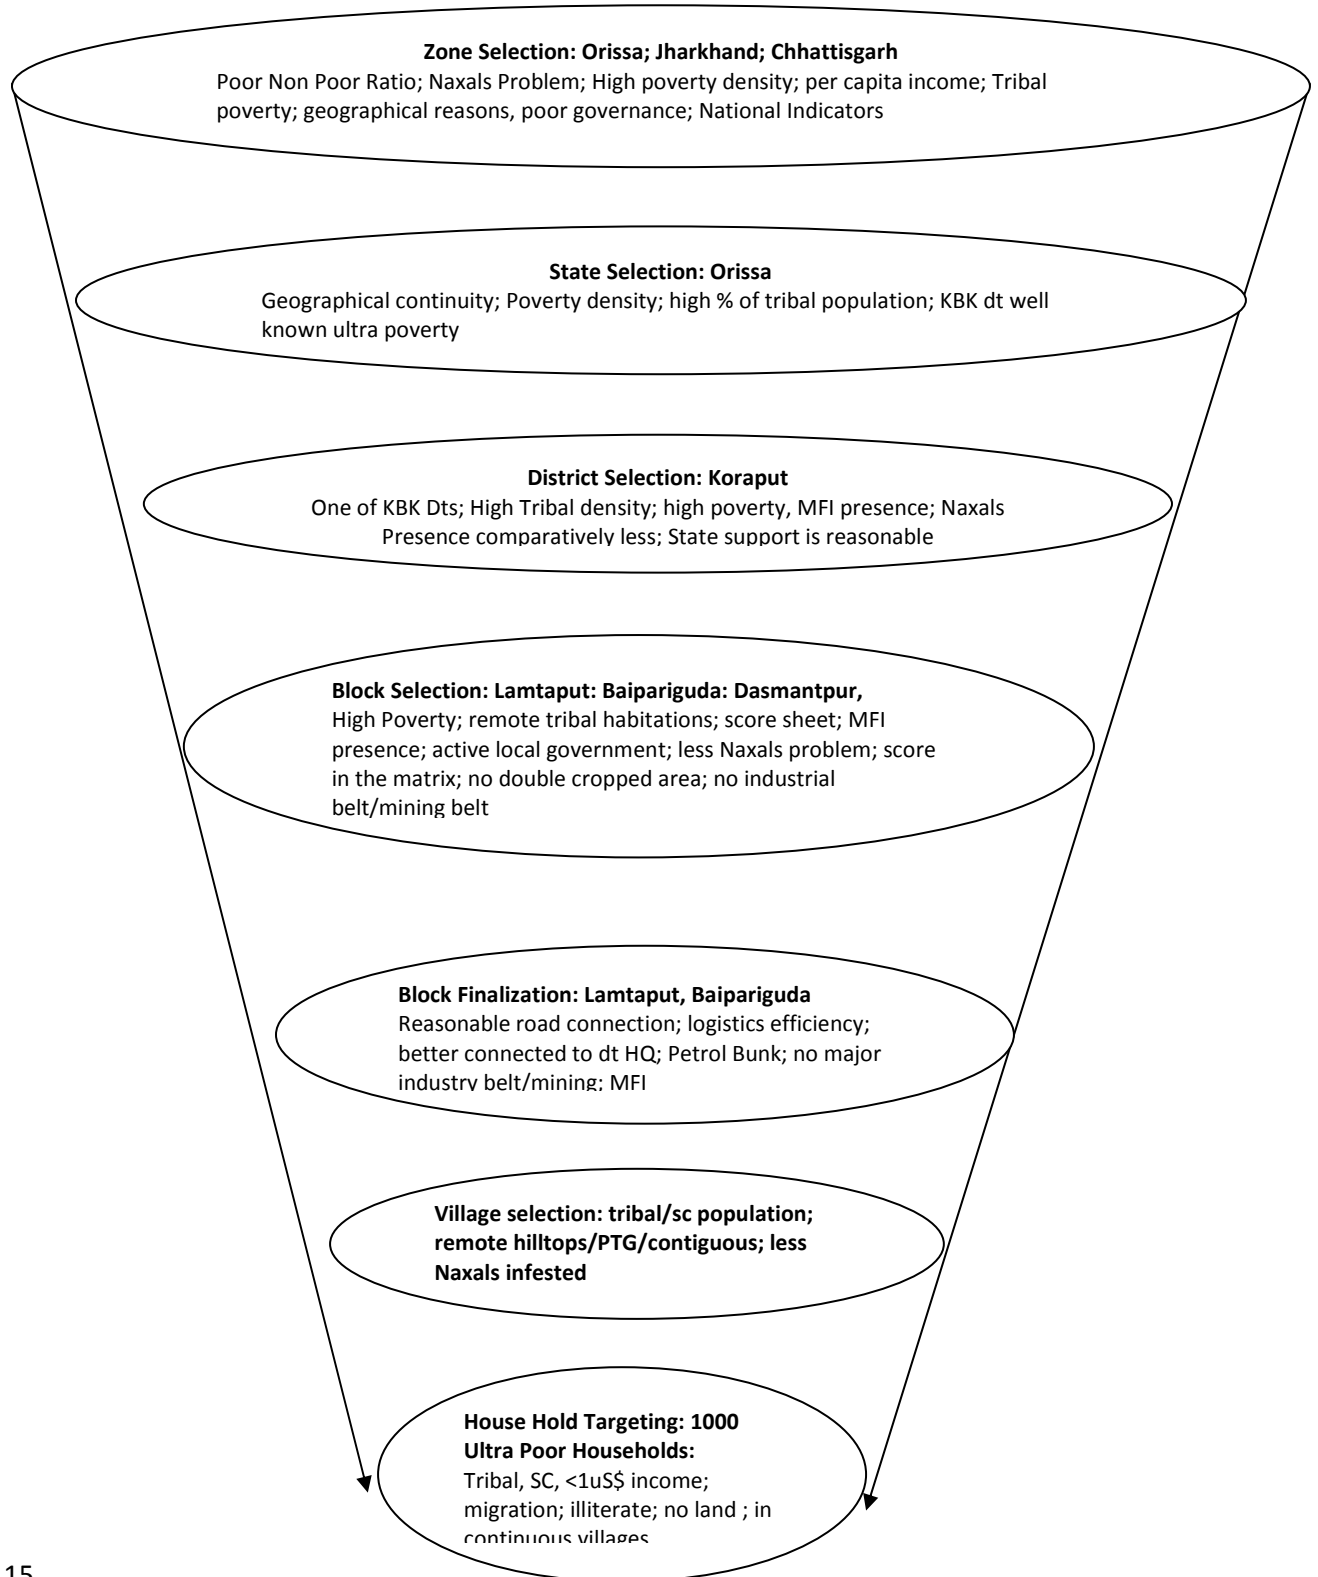 Zone Selection: Orissa; Jharkhand; Chhattisgarh
Poor Non Poor Ratio; Naxals Problem; High poverty density; per capita income; Tribal
poverty; geographical reasons, poor governance; National Indicators
State Selection: Orissa
Geographical continuity; Poverty density; high % of tribal population; KBK dt well
known ultra poverty
District Selection: Koraput
One of KBK Dts; High Tribal density; high poverty, MFI presence; Naxals
Presence comparatively less; State support is reasonable
Block Selection: Lamtaput: Baipariguda: Dasmantpur,
High Poverty; remote tribal habitations; score sheet; MFI
presence; active local government; less Naxals problem; score
in the matrix; no double cropped area; no industrial
belt/mining belt
Block Finalization: Lamtaput, Baipariguda
Reasonable road connection; logistics efficiency;
better connected to dt HQ; Petrol Bunk; no major
industry belt/mining; MFI
Village selection: tribal/sc population;
remote hilltops/PTG/contiguous; less
Naxals infested
House Hold Targeting: 1000
Ultra Poor Households:
Tribal, SC, <1uS$ income;
migration; illiterate; no land ; in
continuous villages
15